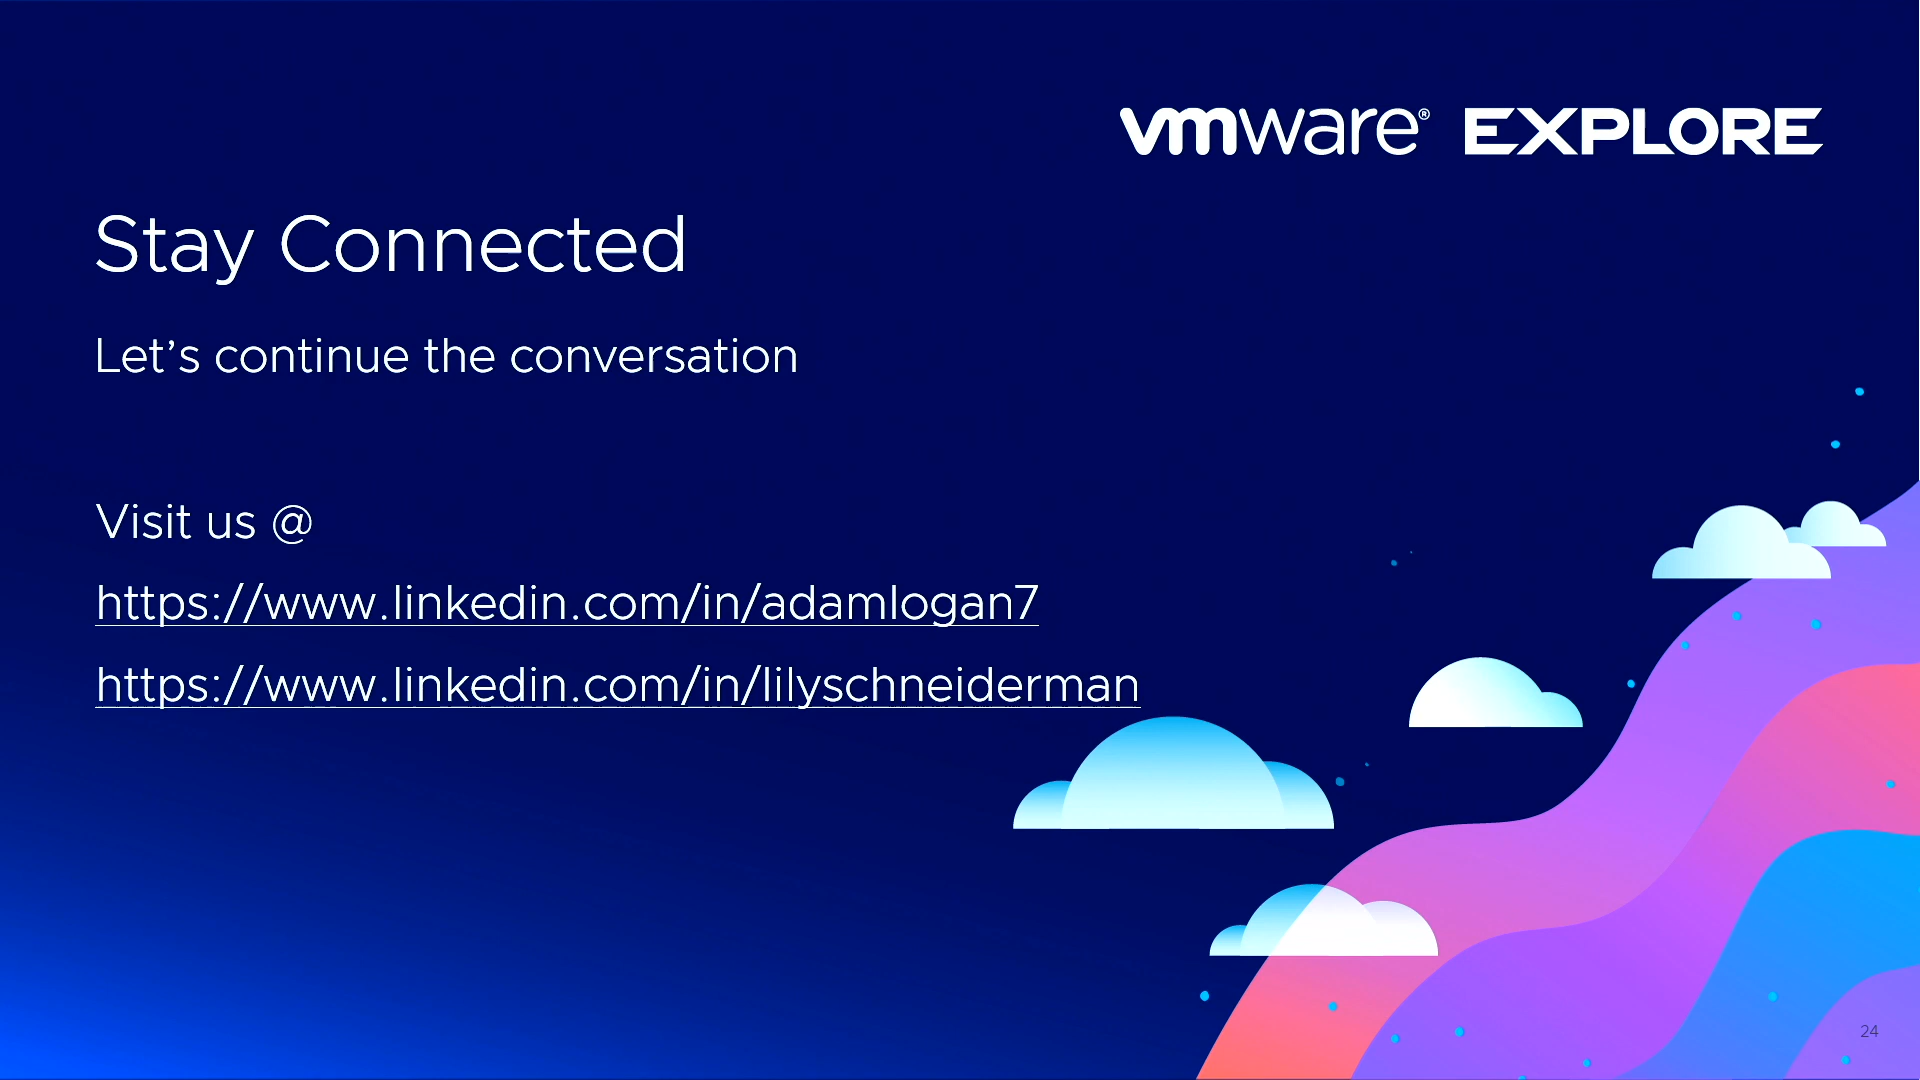 vmware® EXPLORE
Stay Connected
Let's continue the conversation
Visit us @
https://www.linkedin.com/in/adamlogan7
https://www.linkedin.com/in/lilyschneiderman
24